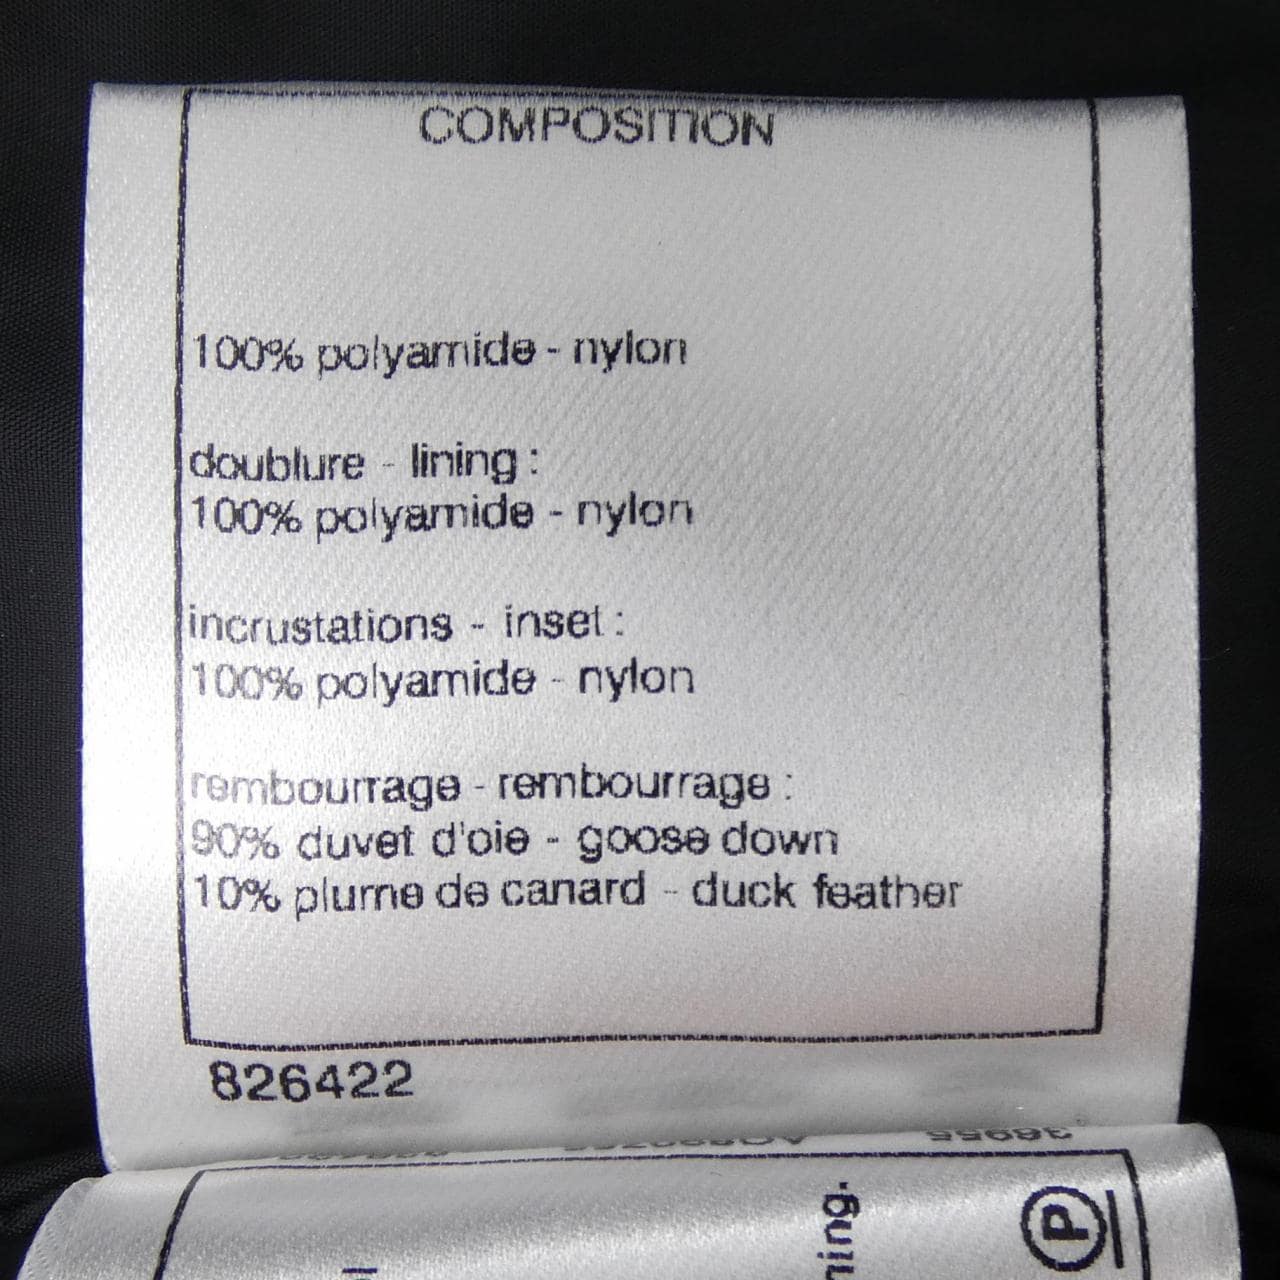 COMPOSITION
100% polyamide - nylon
doublure - lining :
100% polyamide - nylon
incrustations - inset :
100% polyamide - nylon
rembourrage - rembourrage :
90% duvet d'oie - goose down
10% plume de canard - duck feather
826422
P